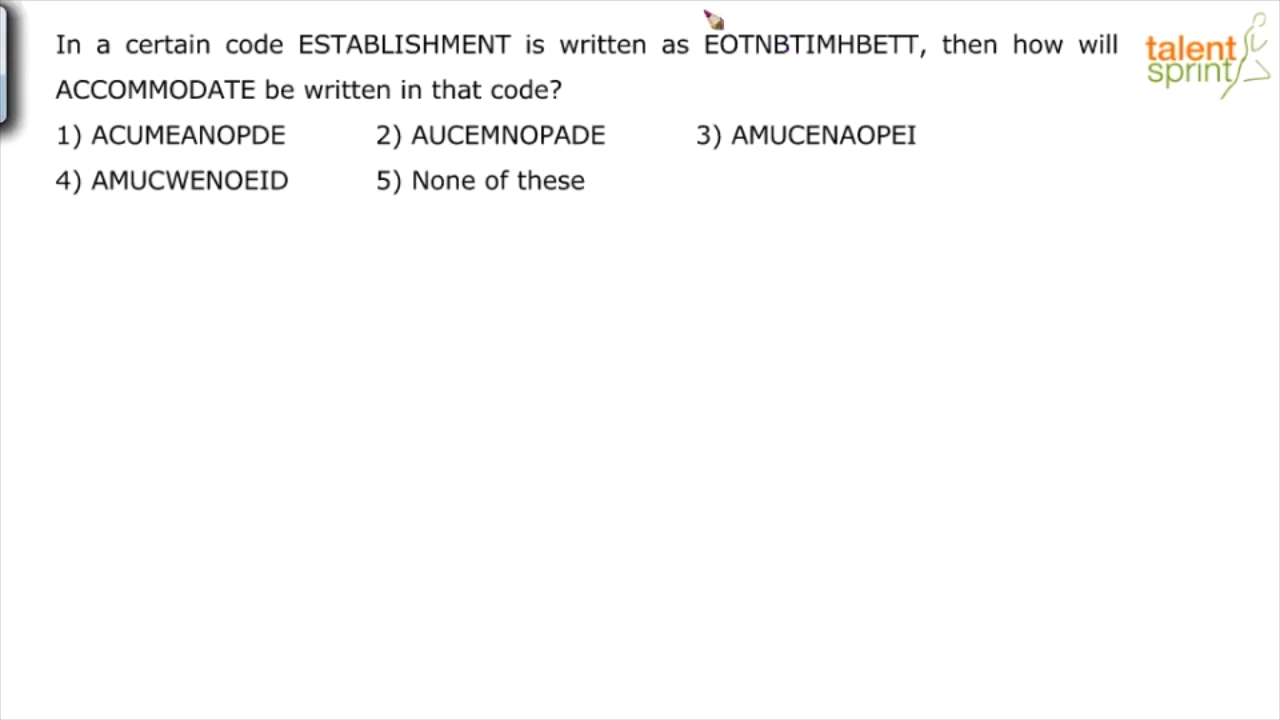 In a certain code ESTABLISHMENT is written as EOTNBTIMHBETT, then how will
ACCOMMODATE be written in that code?
1) ACUMEANOPDE 2) AUCEMNOPADE 3) AMUCENAOPEI
4) AMUCWENOEID 5) None of these
talent
sprint